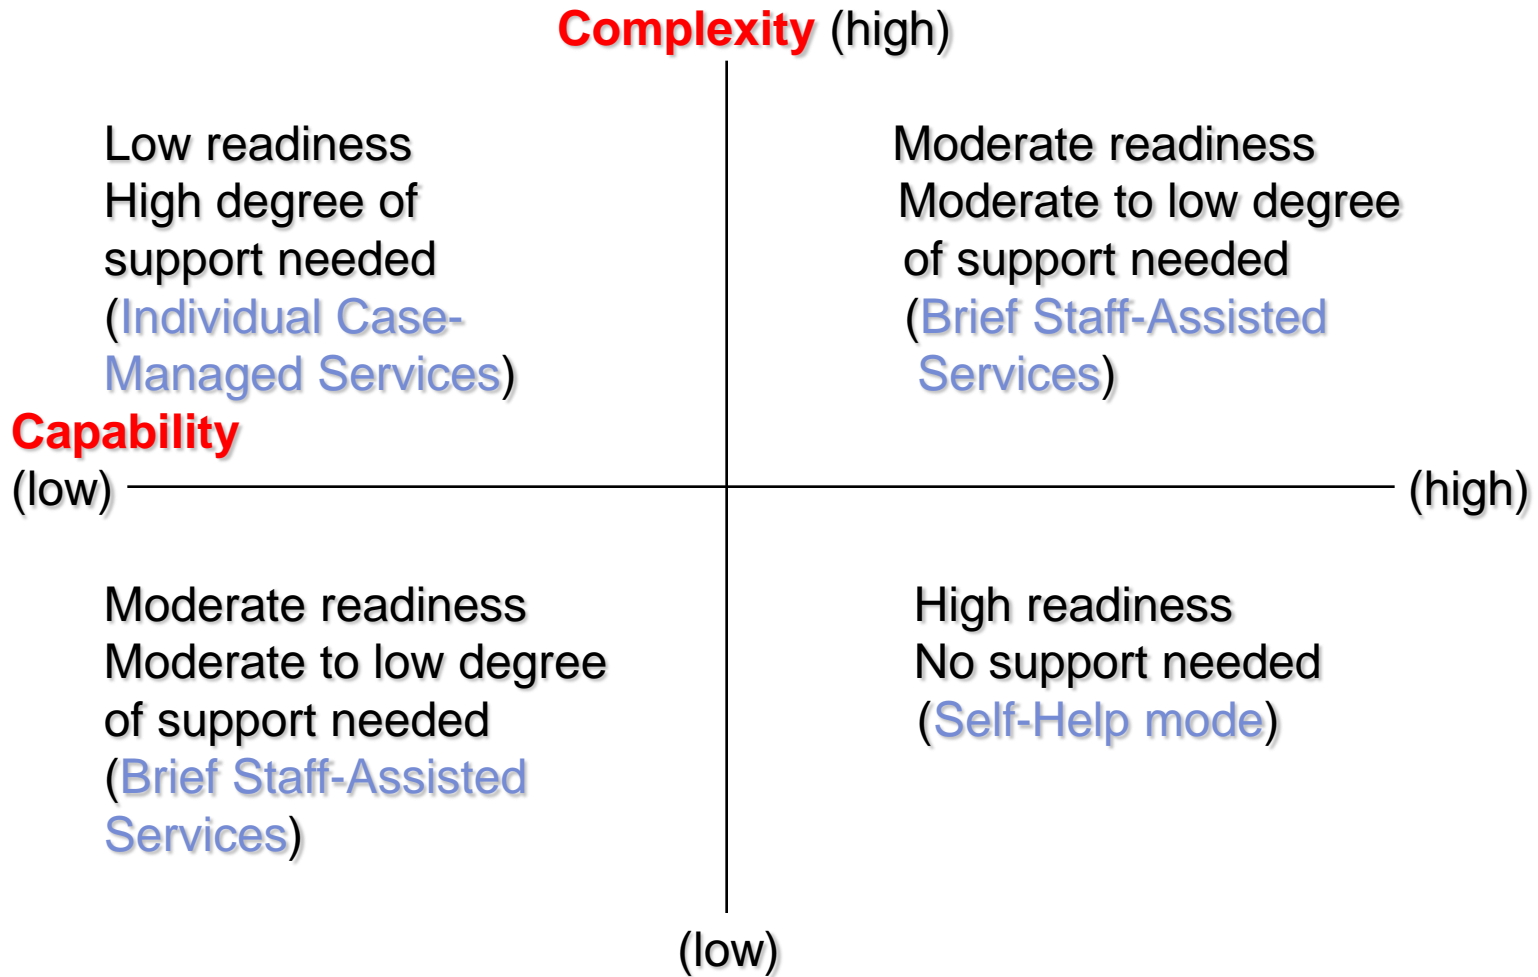 Complexity (high)
Low readiness
High degree of
support needed
(Individual Case-
Managed Services)
Moderate readiness
Moderate to low degree
of support needed
(Brief Staff-Assisted
Services)
Capability
(low)
(high)
Moderate readiness
Moderate to low degree
of support needed
(Brief Staff-Assisted
Services)
High readiness
No support needed
(Self-Help mode)
(low)